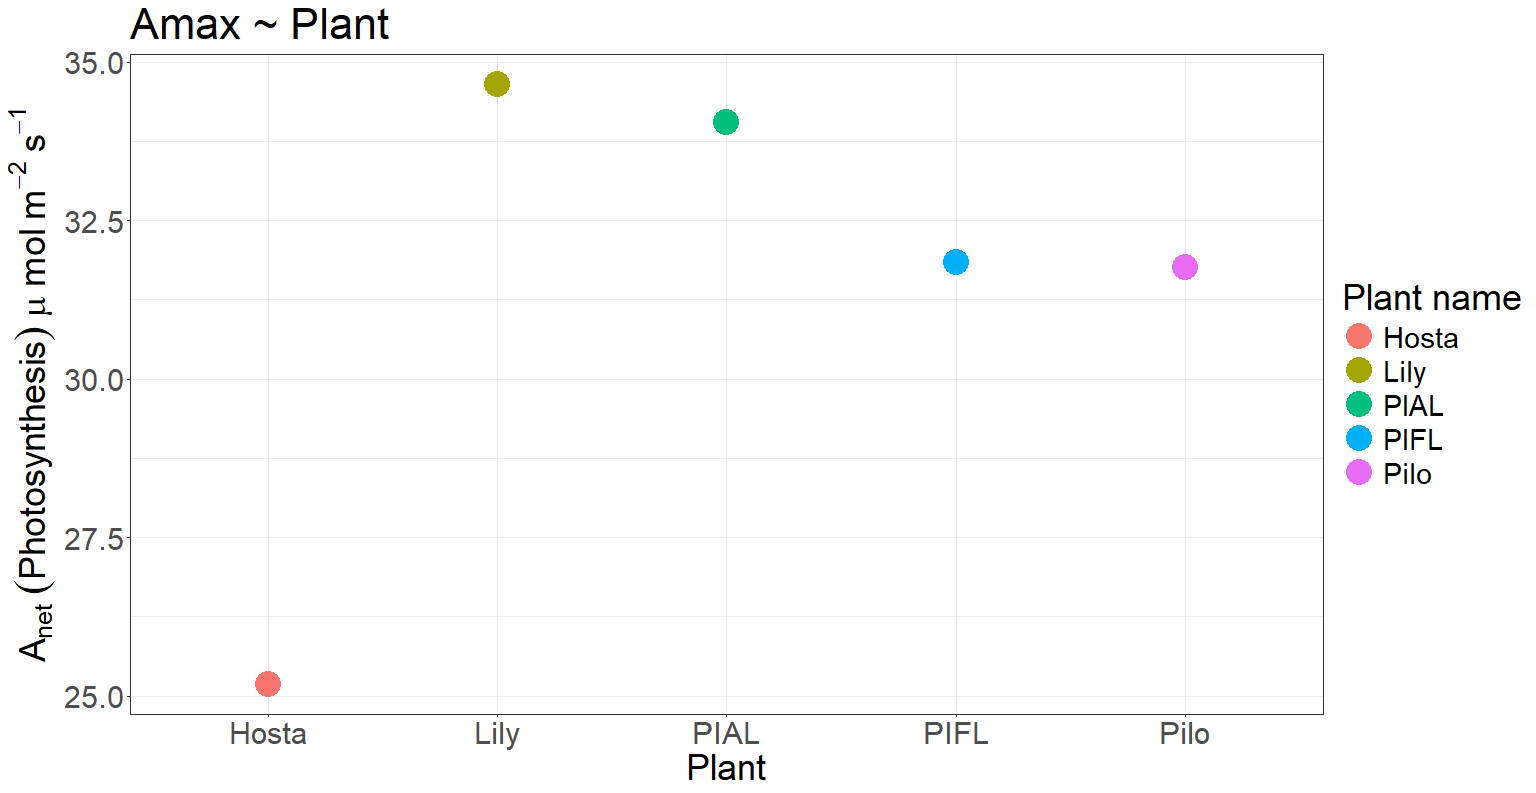 Amax ~ Plant
A_net (Photosynthesis) μ mol m⁻² s⁻¹
35.0
32.5
30.0
27.5
25.0
Hosta Lily PIAL PIFL Pilo
Plant
Plant name
Hosta
Lily
PIAL
PIFL
Pilo